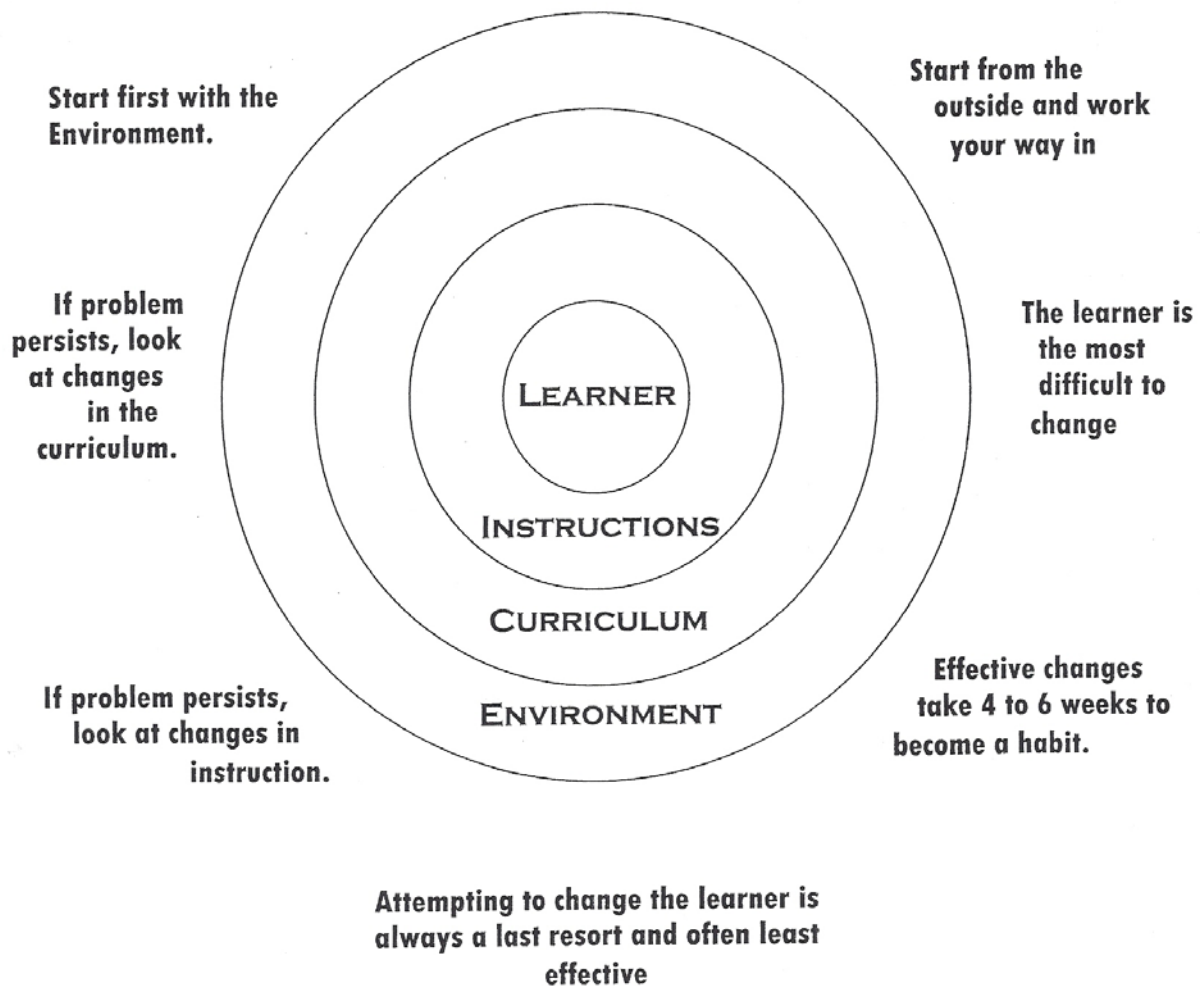 Start first with the
Environment.
Start from the
outside and work
your way in
If problem
persists, look
at changes
in the
curriculum.
The learner is
the most
difficult to
change
LEARNER
INSTRUCTIONS
CURRICULUM
ENVIRONMENT
If problem persists,
look at changes in
instruction.
Effective changes
take 4 to 6 weeks to
become a habit.
Attempting to change the learner is
always a last resort and often least
effective